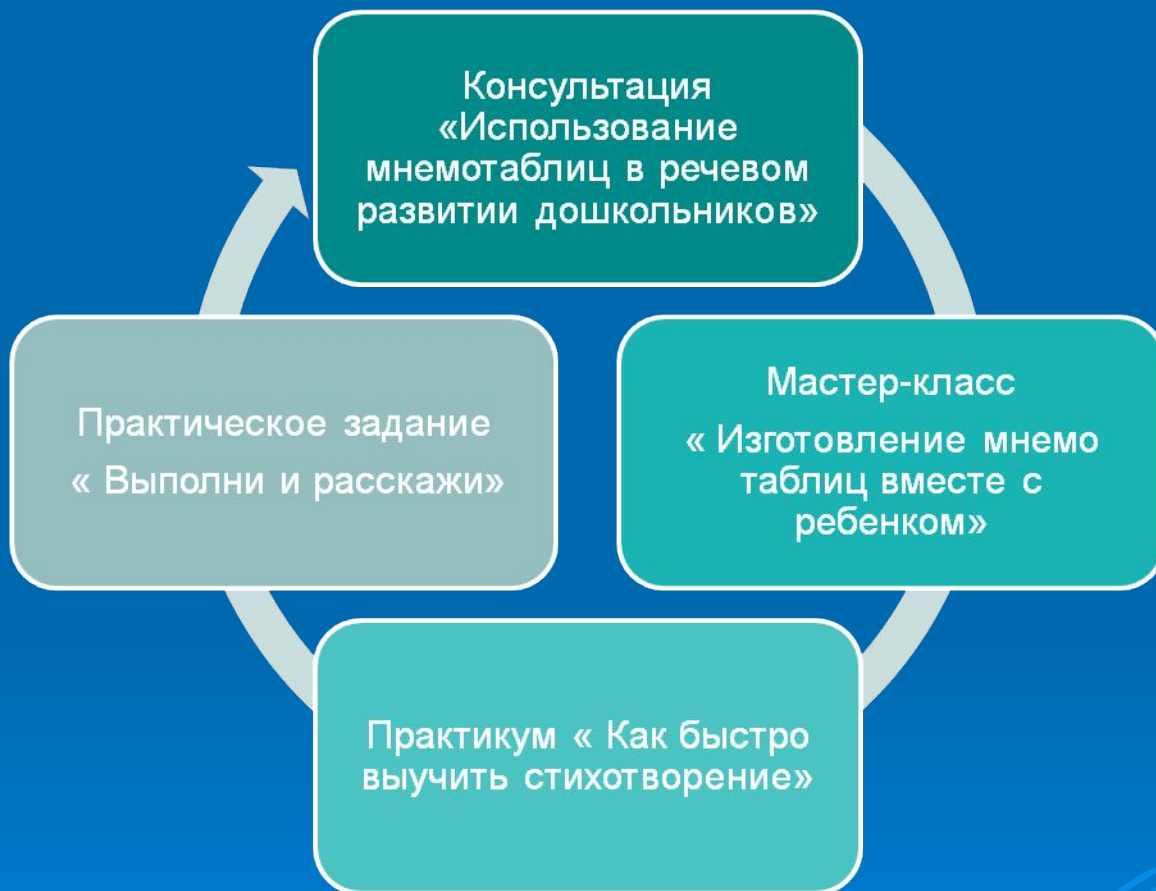 Консультация
«Использование
мнемотаблиц в речевом
развитии дошкольников»
Мастер-класс
« Изготовление мнемо
таблиц вместе с
ребенком»
Практикум « Как быстро
выучить стихотворение»
Практическое задание
« Выполни и расскажи»